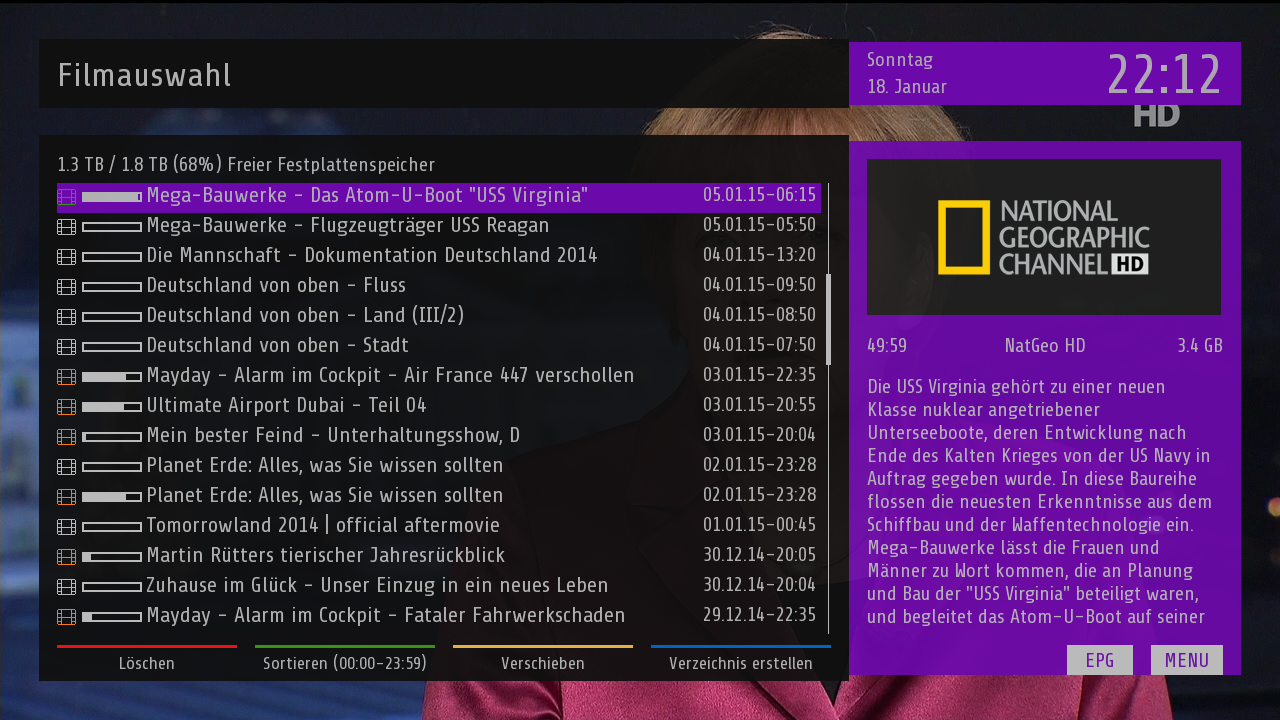 Filmauswahl
Sonntag
18. Januar
22:12
HD
1.3 TB / 1.8 TB (68%) Freier Festplattenspeicher
Mega-Bauwerke - Das Atom-U-Boot "USS Virginia" 05.01.15-06:15
Mega-Bauwerke - Flugzeugträger USS Reagan 05.01.15-05:50
Die Mannschaft - Dokumentation Deutschland 2014 04.01.15-13:20
Deutschland von oben - Fluss 04.01.15-09:50
Deutschland von oben - Land (III/2) 04.01.15-08:50
Deutschland von oben - Stadt 04.01.15-07:50
Mayday - Alarm im Cockpit - Air France 447 verschollen 03.01.15-22:35
Ultimate Airport Dubai - Teil 04 03.01.15-20:55
Mein bester Feind - Unterhaltungsshow, D 03.01.15-20:04
Planet Erde: Alles, was Sie wissen sollten 02.01.15-23:28
Planet Erde: Alles, was Sie wissen sollten 02.01.15-23:28
Tomorrowland 2014 | official aftermovie 01.01.15-00:45
Martin Rütters tierischer Jahresrückblick 30.12.14-20:05
Zuhause im Glück - Unser Einzug in ein neues Leben 30.12.14-20:04
Mayday - Alarm im Cockpit - Fataler Fahrwerkschaden 29.12.14-22:35
Löschen
Sortieren (00:00-23:59)
Verschieben
Verzeichnis erstellen
NATIONAL
GEOGRAPHIC
CHANNEL HD
49:59 NatGeo HD 3.4 GB
Die USS Virginia gehört zu einer neuen
Klasse nuklear angetriebener
Unterseeboote, deren Entwicklung nach
Ende des Kalten Krieges von der US Navy in
Auftrag gegeben wurde. In diese Baureihe
flossen die neuesten Erkenntnisse aus dem
Schiffbau und der Waffentechnologie ein.
Mega-Bauwerke lässt die Frauen und
Männer zu Wort kommen, die an Planung
und Bau der "USS Virginia" beteiligt waren,
und begleitet das Atom-U-Boot auf seiner
EPG
MENU